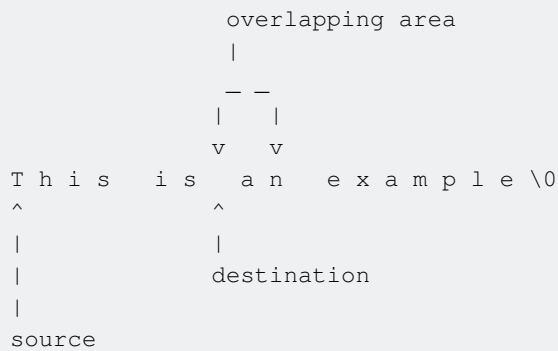 overlapping area
|
_ _
| |
v v
T h i s   i s   a n   e x a m p l e \0
^ ^
| |
| destination
|
source